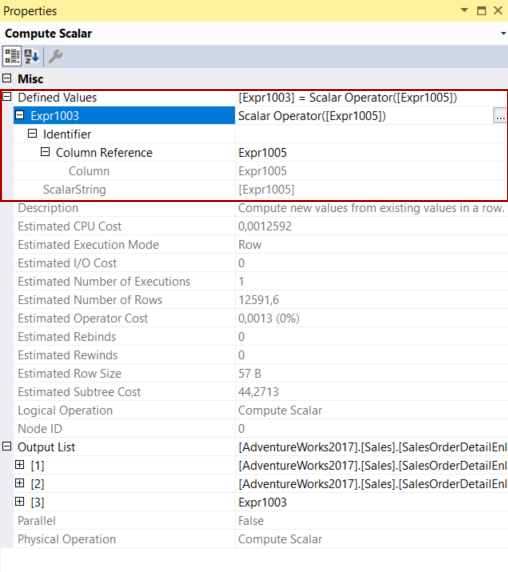 Properties
Compute Scalar
Misc
Defined Values [Expr1003] = Scalar Operator([Expr1005])
Expr1003 Scalar Operator([Expr1005]) ...
Identifier
Column Reference Expr1005
Column Expr1005
ScalarString [Expr1005]
Description Compute new values from existing values in a row.
Estimated CPU Cost 0,0012592
Estimated Execution Mode Row
Estimated I/O Cost 0
Estimated Number of Executions 1
Estimated Number of Rows 12591,6
Estimated Operator Cost 0,0013 (0%)
Estimated Rebinds 0
Estimated Rewinds 0
Estimated Row Size 57 B
Estimated Subtree Cost 44,2713
Logical Operation Compute Scalar
Node ID 0
Output List [AdventureWorks2017].[Sales].[SalesOrderDetailEnl
[1] [AdventureWorks2017].[Sales].[SalesOrderDetailEnl
[2] [AdventureWorks2017].[Sales].[SalesOrderDetailEnl
[3] Expr1003
Parallel False
Physical Operation Compute Scalar